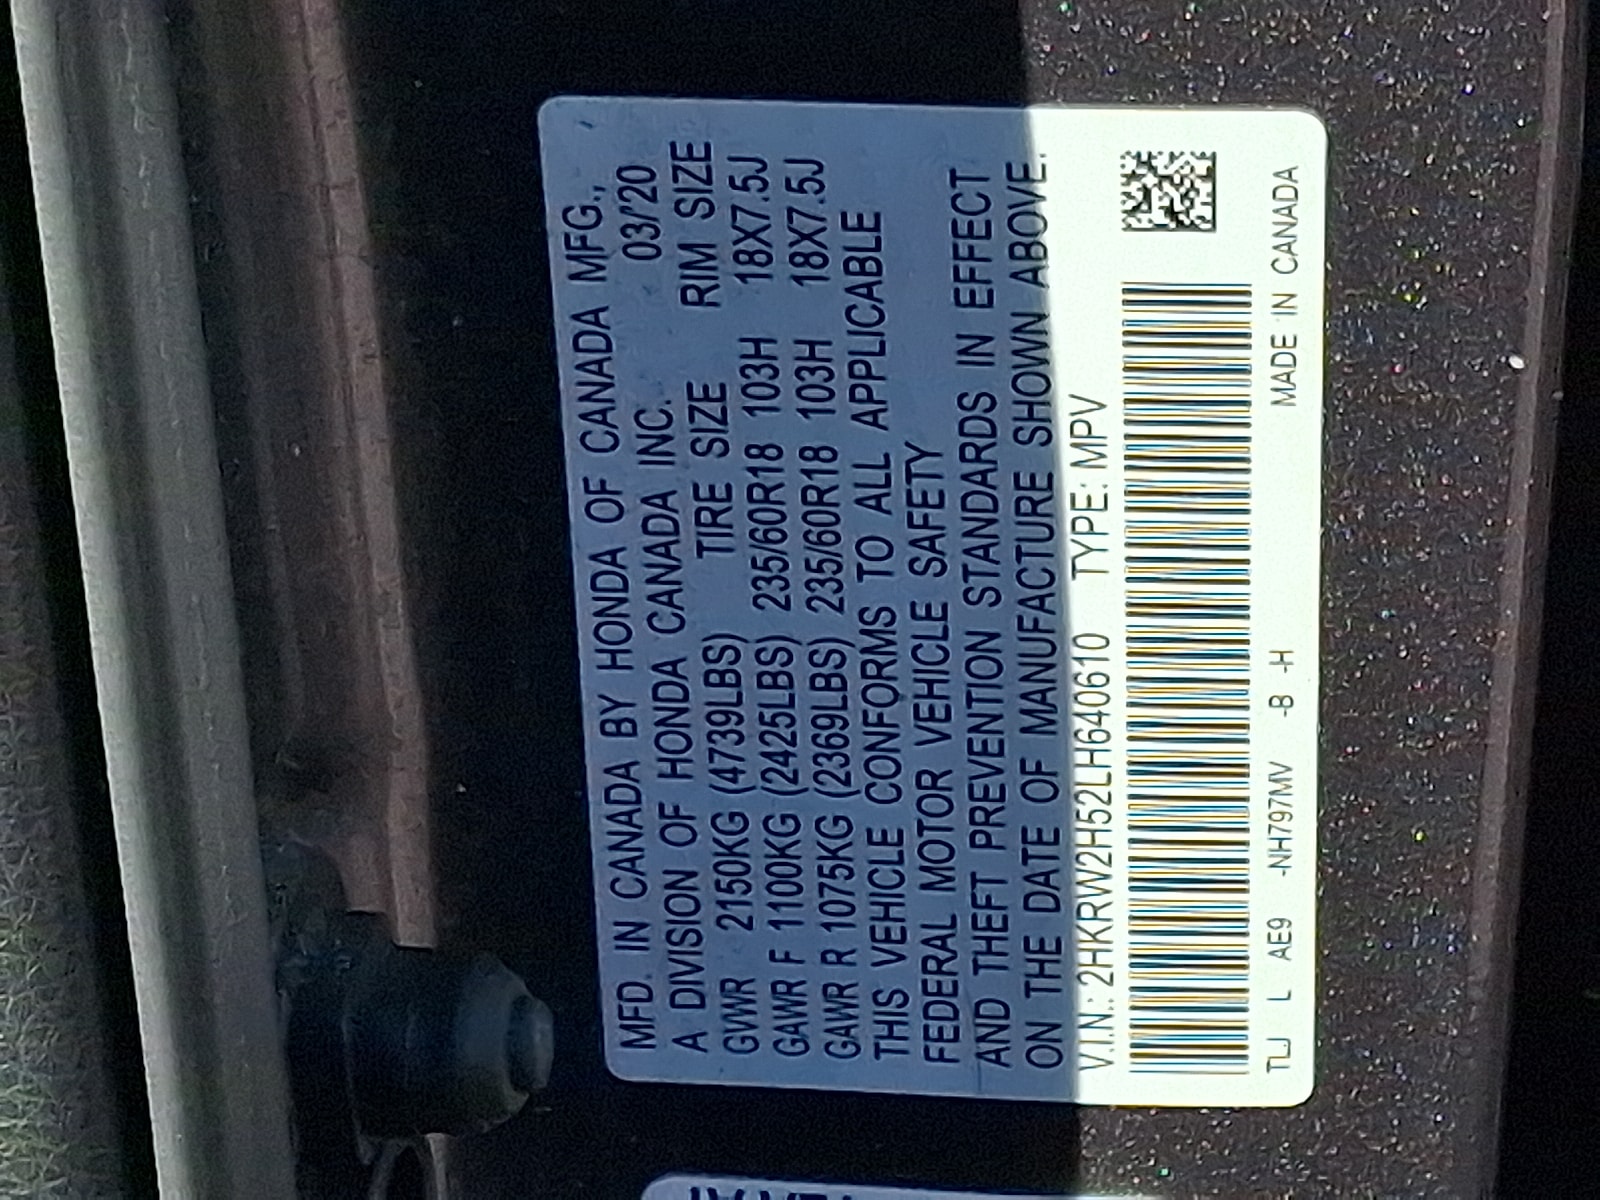 MFD. IN CANADA BY HONDA OF CANADA MFG.,
A DIVISION OF HONDA CANADA INC. 03/20
TIRE SIZE RIM SIZE
GVWR 2150KG (4739LBS)
GAWR F 1100KG (2425LBS) 235/60R18 103H 18X7.5J
GAWR R 1075KG (2369LBS) 235/60R18 103H 18X7.5J
THIS VEHICLE CONFORMS TO ALL APPLICABLE
FEDERAL MOTOR VEHICLE SAFETY
AND THEFT PREVENTION STANDARDS IN EFFECT
ON THE DATE OF MANUFACTURE SHOWN ABOVE.
V.I.N.: 2HKRW2H52LH640610 TYPE: MPV
L AE9 -NH797MV -B -H MADE IN CANADA